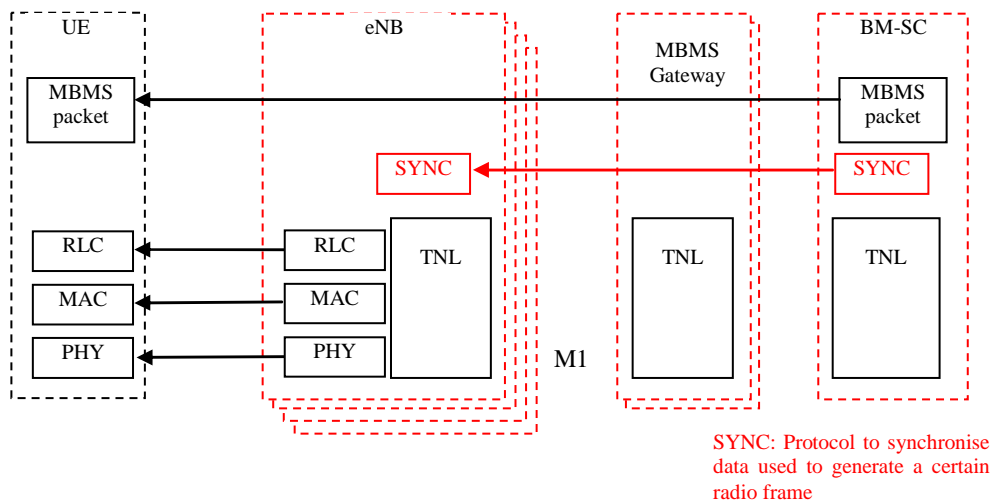 UE
eNB
MBMS
Gateway
BM-SC
MBMS
packet
MBMS
packet
SYNC
SYNC
RLC
RLC
TNL
TNL
TNL
MAC
MAC
PHY
PHY
M1
SYNC: Protocol to synchronise
data used to generate a certain
radio frame